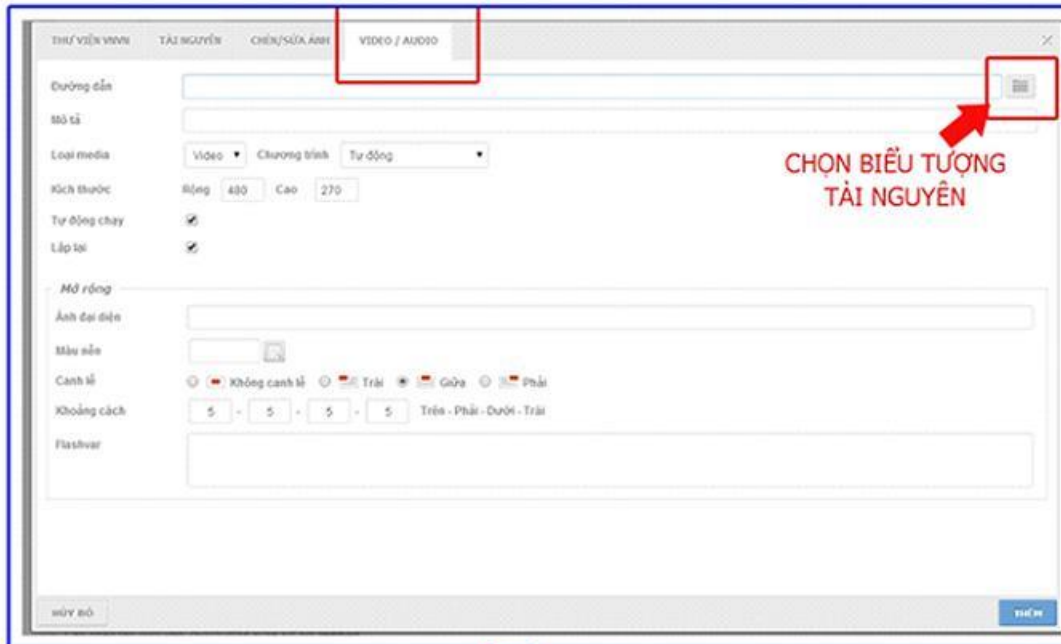 THƯ VIỆN VNVN TÀI NGUYÊN CHÈN/SỬA ẢNH VIDEO / AUDIO
Đường dẫn
Mô tả
Loại media Video Chương trình Tự động
Kích thước Rộng 480 Cao 270
Tự động chạy
Lặp lại
CHỌN BIỂU TƯỢNG
TÀI NGUYÊN
Mở rộng
Ảnh đại diện
Màu nền
Canh lề Không canh lề Trái Giữa Phải
Khoảng cách 5 - 5 - 5 - 5 Trên - Phải - Dưới - Trái
Flashvar
HỦY BỎ THÊM